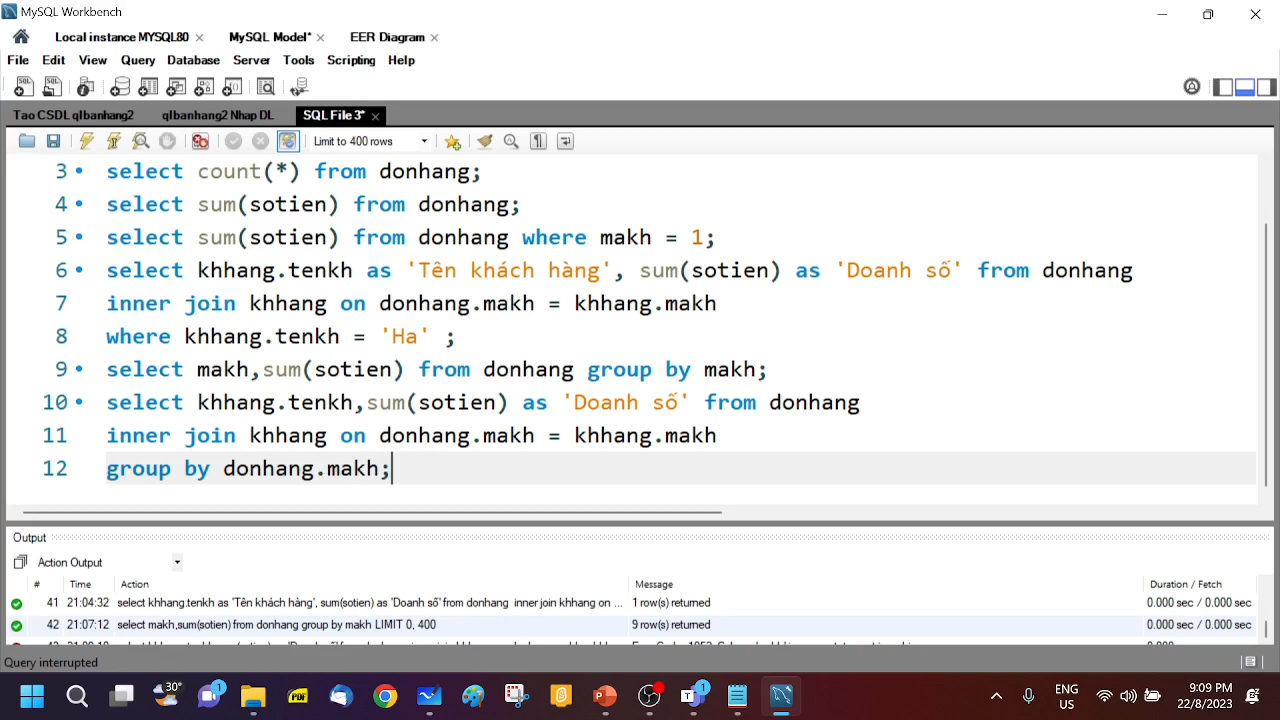 MySQL Workbench
Local instance MYSQL80
MySQL Model*
EER Diagram
File Edit View Query Database Server Tools Scripting Help
Tao CSDL qlbanhang2
qlbanhang2 Nhap DL
SQL File 3*
Limit to 400 rows
3 select count(*) from donhang;
4 select sum(sotien) from donhang;
5 select sum(sotien) from donhang where makh = 1;
6 select khhang.tenkh as 'Tên khách hàng', sum(sotien) as 'Doanh số' from donhang
7 inner join khhang on donhang.makh = khhang.makh
8 where khhang.tenkh = 'Ha' ;
9 select makh,sum(sotien) from donhang group by makh;
10 select khhang.tenkh,sum(sotien) as 'Doanh số' from donhang
11 inner join khhang on donhang.makh = khhang.makh
12 group by donhang.makh;
Output
Action Output
# Time Action Message Duration / Fetch
41 21:04:32 select khhang.tenkh as 'Tên khách hàng', sum(sotien) as 'Doanh số' from donhang inner join khhang on ... 1 row(s) returned 0.000 sec / 0.000 sec
42 21:07:12 select makh,sum(sotien) from donhang group by makh LIMIT 0, 400 9 row(s) returned 0.000 sec / 0.000 sec
Query interrupted
30°
1
PDF
1
ENG
US
9:09 PM
22/8/2023